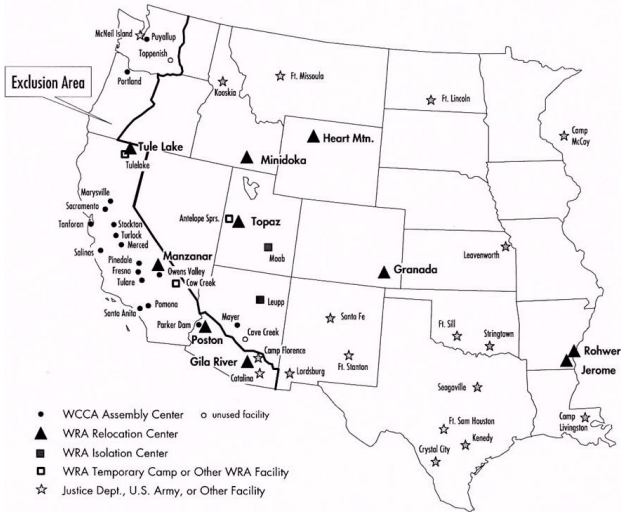 McNeil Island
Puyallup
Toppenish
Portland
Exclusion Area
Kooskia
Ft. Missoula
Ft. Lincoln
Camp
McCoy
Tule Lake
Tulelake
Minidoka
Heart Mtn.
Marysville
Sacramento
Tanforan
Stockton
Turlock
Merced
Salinas
Pinedale
Fresno
Tulare
Manzanar
Owens Valley
Cow Creek
Antelope Sprs.
Topaz
Moab
Granada
Leavenworth
Santa Anita
Pomona
Leupp
Parker Dam
Poston
Mayer
Cave Creek
Camp Florence
Gila River
Catalina
Lordsburg
Santa Fe
Ft. Stanton
Ft. Sill
Stringtown
Rohwer
Jerome
Seagoville
Ft. Sam Houston
Kenedy
Crystal City
Camp
Livingston
WCCA Assembly Center
unused facility
WRA Relocation Center
WRA Isolation Center
WRA Temporary Camp or Other WRA Facility
Justice Dept., U.S. Army, or Other Facility